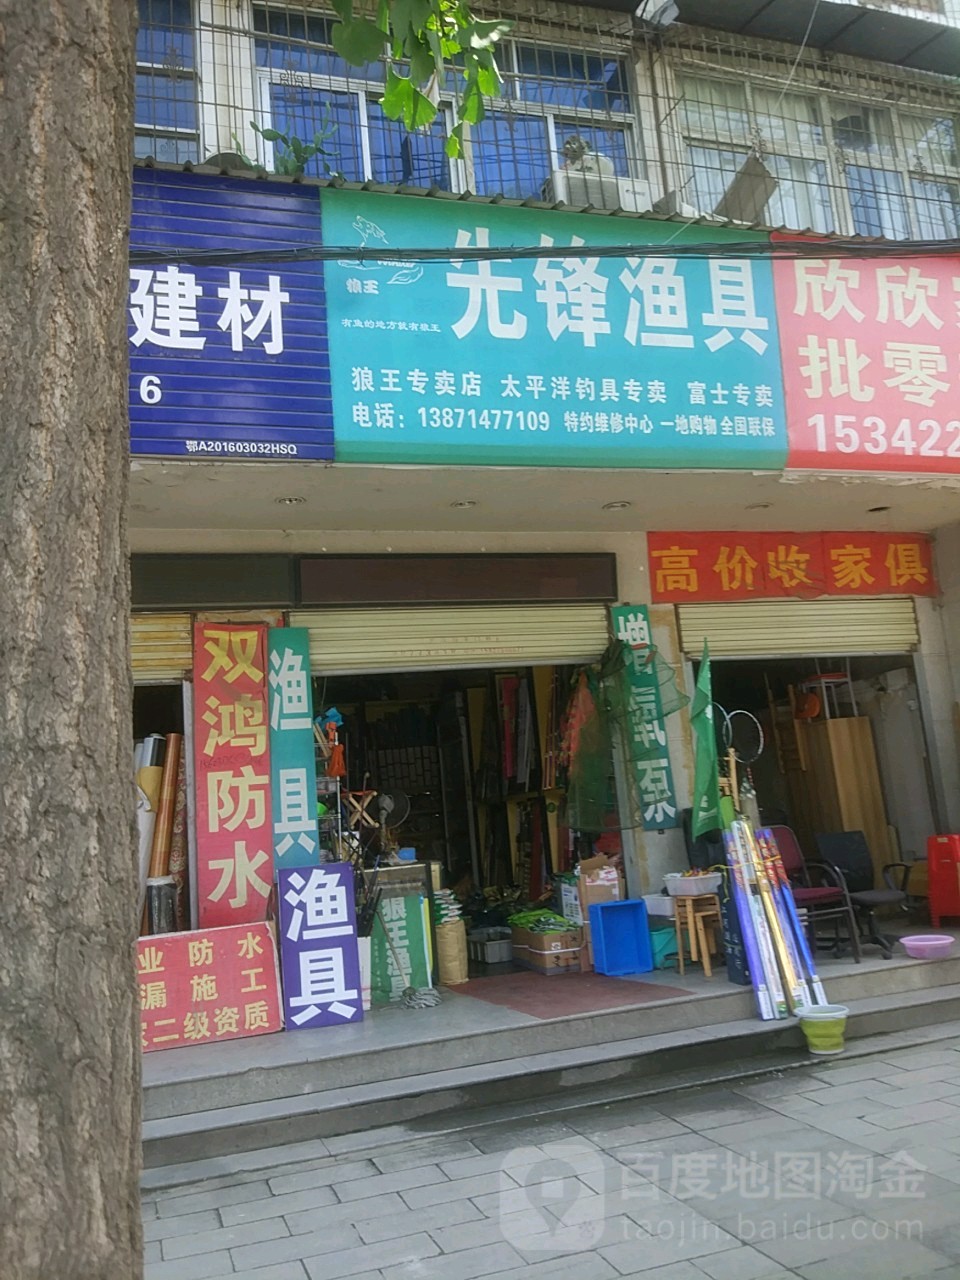 建材
6
鄂A201603032HSQ
狼王
有鱼的地方就有狼王
先锋渔具
狼王专卖店 太平洋钓具专卖 富士专卖
电话：13871477109 特约维修中心 一地购物 全国联保
欣欣
批零
153422
高价收家俱
双鸿防水
渔具
增氧泵
渔具
狼王渔具
业防水
漏施工
二级资质
百度地图淘金
taojin.baidu.com